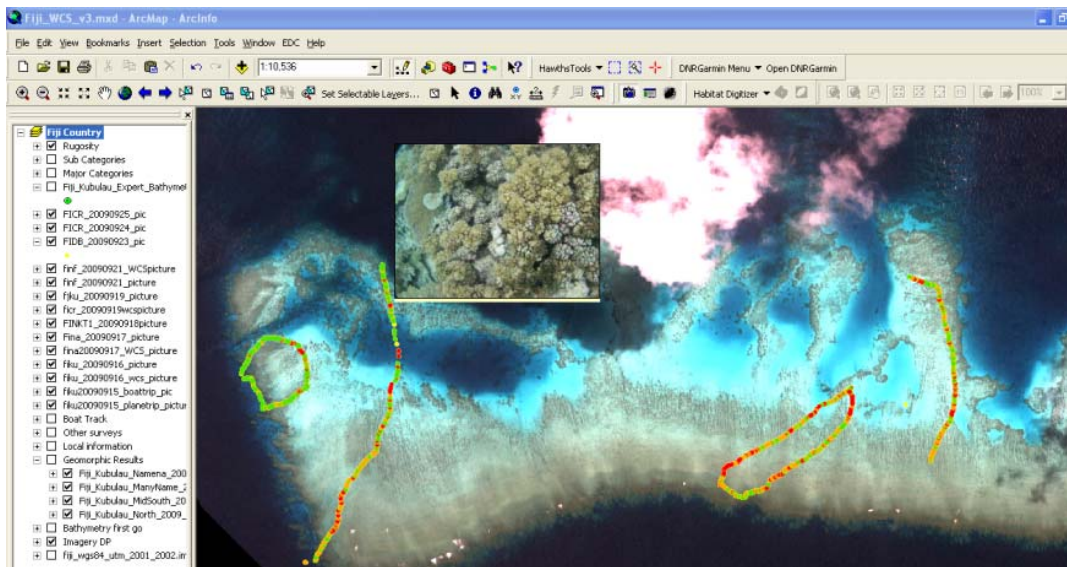 Fiji_WCS_v3.mxd - ArcMap - ArcInfo
File Edit View Bookmarks Insert Selection Tools Window EDC Help
1:10,536 HawthsTools DNRGarmin Menu Open DNRGarmin
Set Selectable Layers... Habitat Digitizer 100%
Fiji Country
Rugosity
Sub Categories
Major Categories
Fiji_Kubulau_Expert_Bathyme
FICR_20090925_pic
FICR_20090924_pic
FIDB_20090923_pic
finf_20090921_WCSpicture
finf_20090921_picture
fjku_20090919_picture
ficr_20090919wcspicture
FINKT1_20090918picture
Fina_20090917_picture
fina20090917_WCS_picture
fiku_20090916_picture
fiku_20090916_wcs_picture
fiku20090915_boattrip_pic
fiku20090915_planetrip_pictur
Boat Track
Other surveys
Local information
Geomorphic Results
Fiji_Kubulau_Namena_200
Fiji_Kubulau_ManyName_2
Fiji_Kubulau_MidSouth_20
Fiji_Kubulau_North_2009_
Bathymetry first go
Imagery DP
fiji_wgs84_utm_2001_2002.im